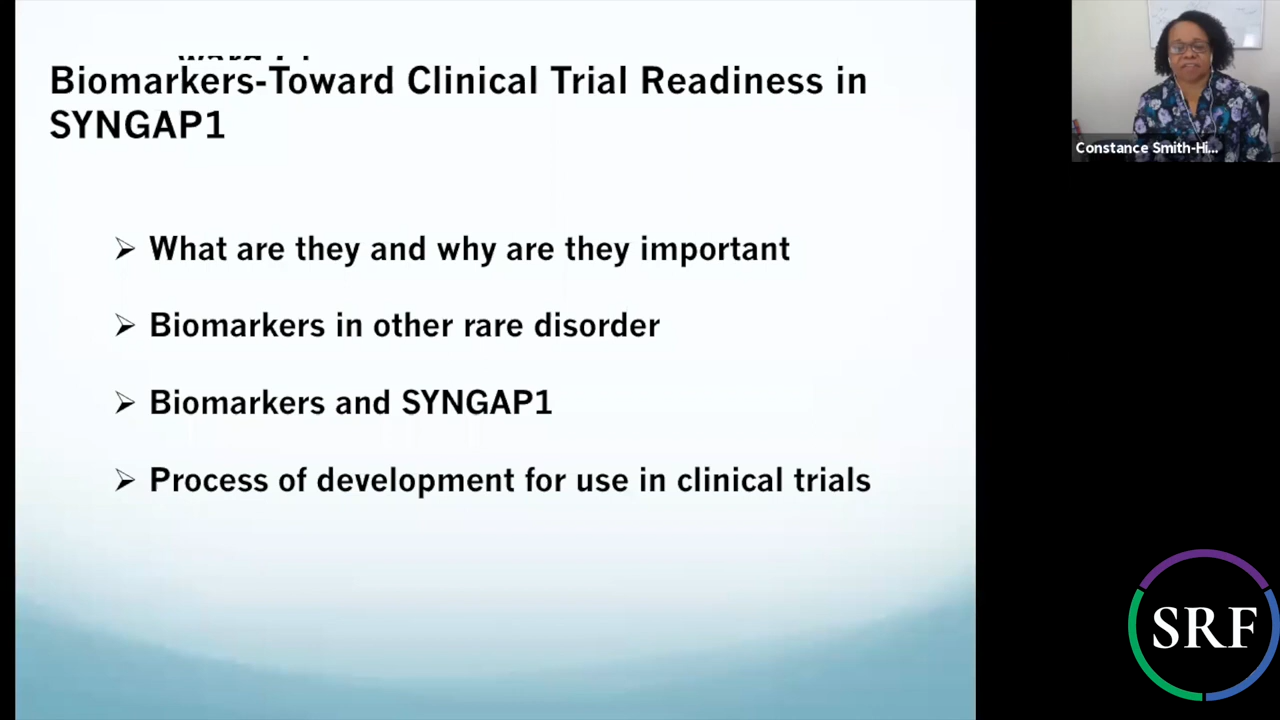 Biomarkers-Toward Clinical Trial Readiness in
SYNGAP1
What are they and why are they important
Biomarkers in other rare disorder
Biomarkers and SYNGAP1
Process of development for use in clinical trials
Constance Smith-Hi...
SRF